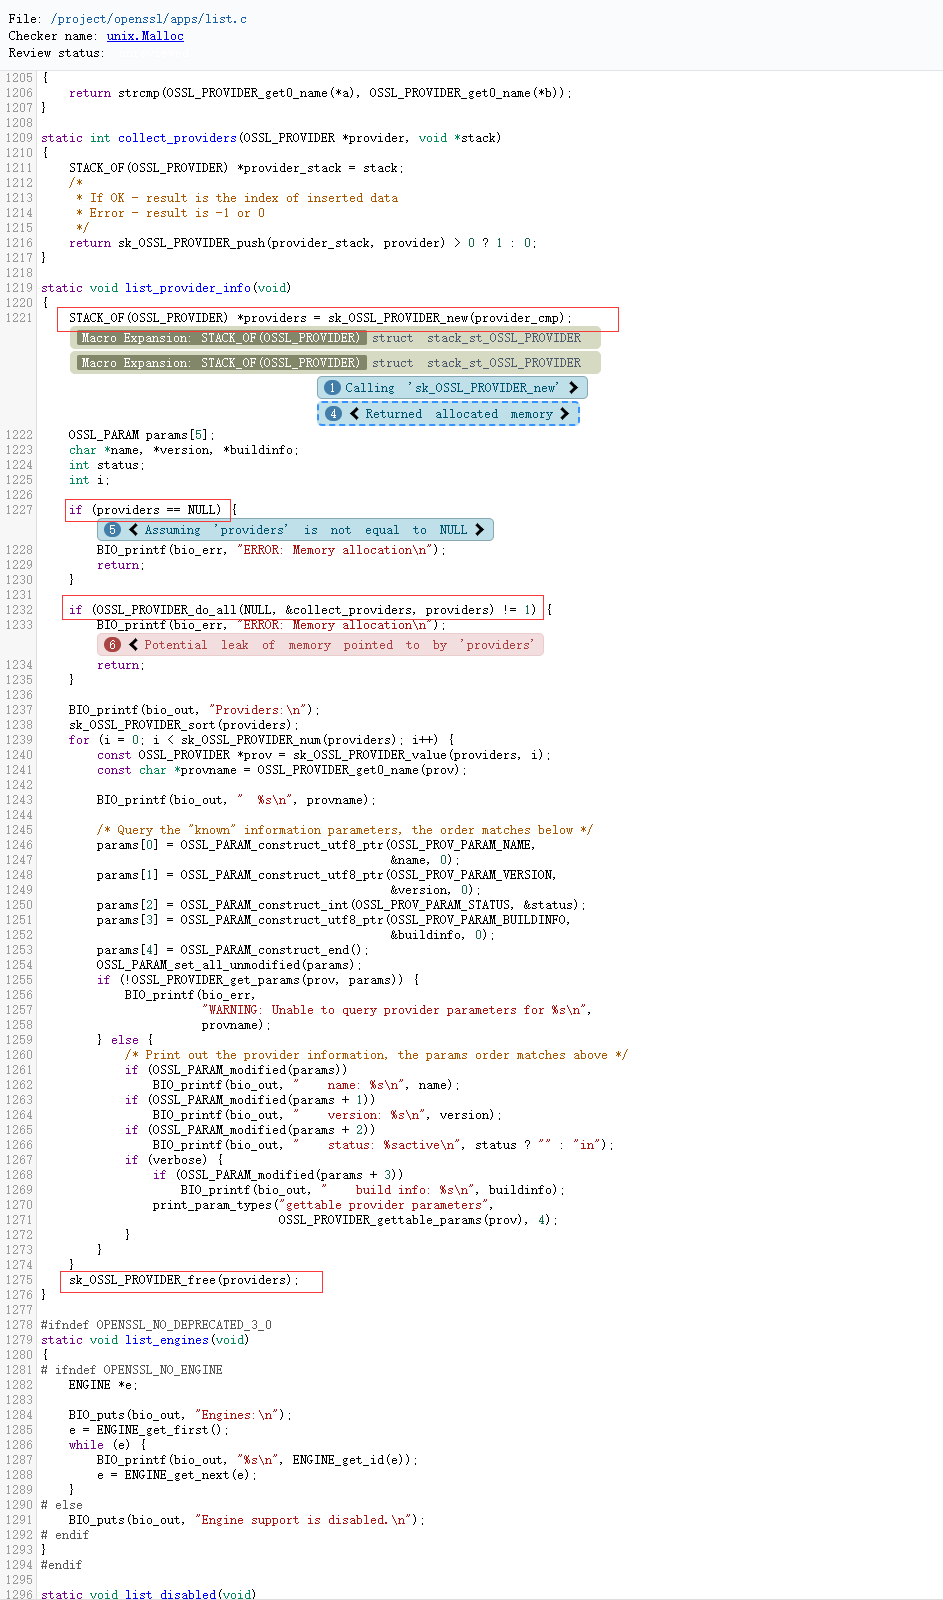 File: /project/openssl/apps/list.c
Checker name: unix.Malloc
Review status:
1205 {
1206     return strcmp(OSSL_PROVIDER_get0_name(*a), OSSL_PROVIDER_get0_name(*b));
1207 }
1208
1209 static int collect_providers(OSSL_PROVIDER *provider, void *stack)
1210 {
1211     STACK_OF(OSSL_PROVIDER) *provider_stack = stack;
1212     /*
1213      * If OK - result is the index of inserted data
1214      * Error - result is -1 or 0
1215      */
1216     return sk_OSSL_PROVIDER_push(provider_stack, provider) > 0 ? 1 : 0;
1217 }
1218
1219 static void list_provider_info(void)
1220 {
1221     STACK_OF(OSSL_PROVIDER) *providers = sk_OSSL_PROVIDER_new(provider_cmp);
Macro Expansion: STACK_OF(OSSL_PROVIDER) struct stack_st_OSSL_PROVIDER
Macro Expansion: STACK_OF(OSSL_PROVIDER) struct stack_st_OSSL_PROVIDER
1 Calling 'sk_OSSL_PROVIDER_new'
4 Returned allocated memory
1222     OSSL_PARAM params[5];
1223     char *name, *version, *buildinfo;
1224     int status;
1225     int i;
1226
1227     if (providers == NULL) {
5 Assuming 'providers' is not equal to NULL
1228         BIO_printf(bio_err, "ERROR: Memory allocation\n");
1229         return;
1230     }
1231
1232     if (OSSL_PROVIDER_do_all(NULL, &collect_providers, providers) != 1) {
1233         BIO_printf(bio_err, "ERROR: Memory allocation\n");
6 Potential leak of memory pointed to by 'providers'
1234         return;
1235     }
1236
1237     BIO_printf(bio_out, "Providers:\n");
1238     sk_OSSL_PROVIDER_sort(providers);
1239     for (i = 0; i < sk_OSSL_PROVIDER_num(providers); i++) {
1240         const OSSL_PROVIDER *prov = sk_OSSL_PROVIDER_value(providers, i);
1241         const char *provname = OSSL_PROVIDER_get0_name(prov);
1242
1243         BIO_printf(bio_out, "  %s\n", provname);
1244
1245         /* Query the "known" information parameters, the order matches below */
1246         params[0] = OSSL_PARAM_construct_utf8_ptr(OSSL_PROV_PARAM_NAME,
1247                                                   &name, 0);
1248         params[1] = OSSL_PARAM_construct_utf8_ptr(OSSL_PROV_PARAM_VERSION,
1249                                                   &version, 0);
1250         params[2] = OSSL_PARAM_construct_int(OSSL_PROV_PARAM_STATUS, &status);
1251         params[3] = OSSL_PARAM_construct_utf8_ptr(OSSL_PROV_PARAM_BUILDINFO,
1252                                                   &buildinfo, 0);
1253         params[4] = OSSL_PARAM_construct_end();
1254         OSSL_PARAM_set_all_unmodified(params);
1255         if (!OSSL_PROVIDER_get_params(prov, params)) {
1256             BIO_printf(bio_err,
1257                        "WARNING: Unable to query provider parameters for %s\n",
1258                        provname);
1259         } else {
1260             /* Print out the provider information, the params order matches above */
1261             if (OSSL_PARAM_modified(params))
1262                 BIO_printf(bio_out, "    name: %s\n", name);
1263             if (OSSL_PARAM_modified(params + 1))
1264                 BIO_printf(bio_out, "    version: %s\n", version);
1265             if (OSSL_PARAM_modified(params + 2))
1266                 BIO_printf(bio_out, "    status: %sactive\n", status ? "" : "in");
1267             if (verbose) {
1268                 if (OSSL_PARAM_modified(params + 3))
1269                     BIO_printf(bio_out, "    build info: %s\n", buildinfo);
1270                 print_param_types("gettable provider parameters",
1271                                   OSSL_PROVIDER_gettable_params(prov), 4);
1272             }
1273         }
1274     }
1275     sk_OSSL_PROVIDER_free(providers);
1276 }
1277
1278 #ifndef OPENSSL_NO_DEPRECATED_3_0
1279 static void list_engines(void)
1280 {
1281 # ifndef OPENSSL_NO_ENGINE
1282     ENGINE *e;
1283
1284     BIO_puts(bio_out, "Engines:\n");
1285     e = ENGINE_get_first();
1286     while (e) {
1287         BIO_printf(bio_out, "%s\n", ENGINE_get_id(e));
1288         e = ENGINE_get_next(e);
1289     }
1290 # else
1291     BIO_puts(bio_out, "Engine support is disabled.\n");
1292 # endif
1293 }
1294 #endif
1295
1296 static void list_disabled(void)